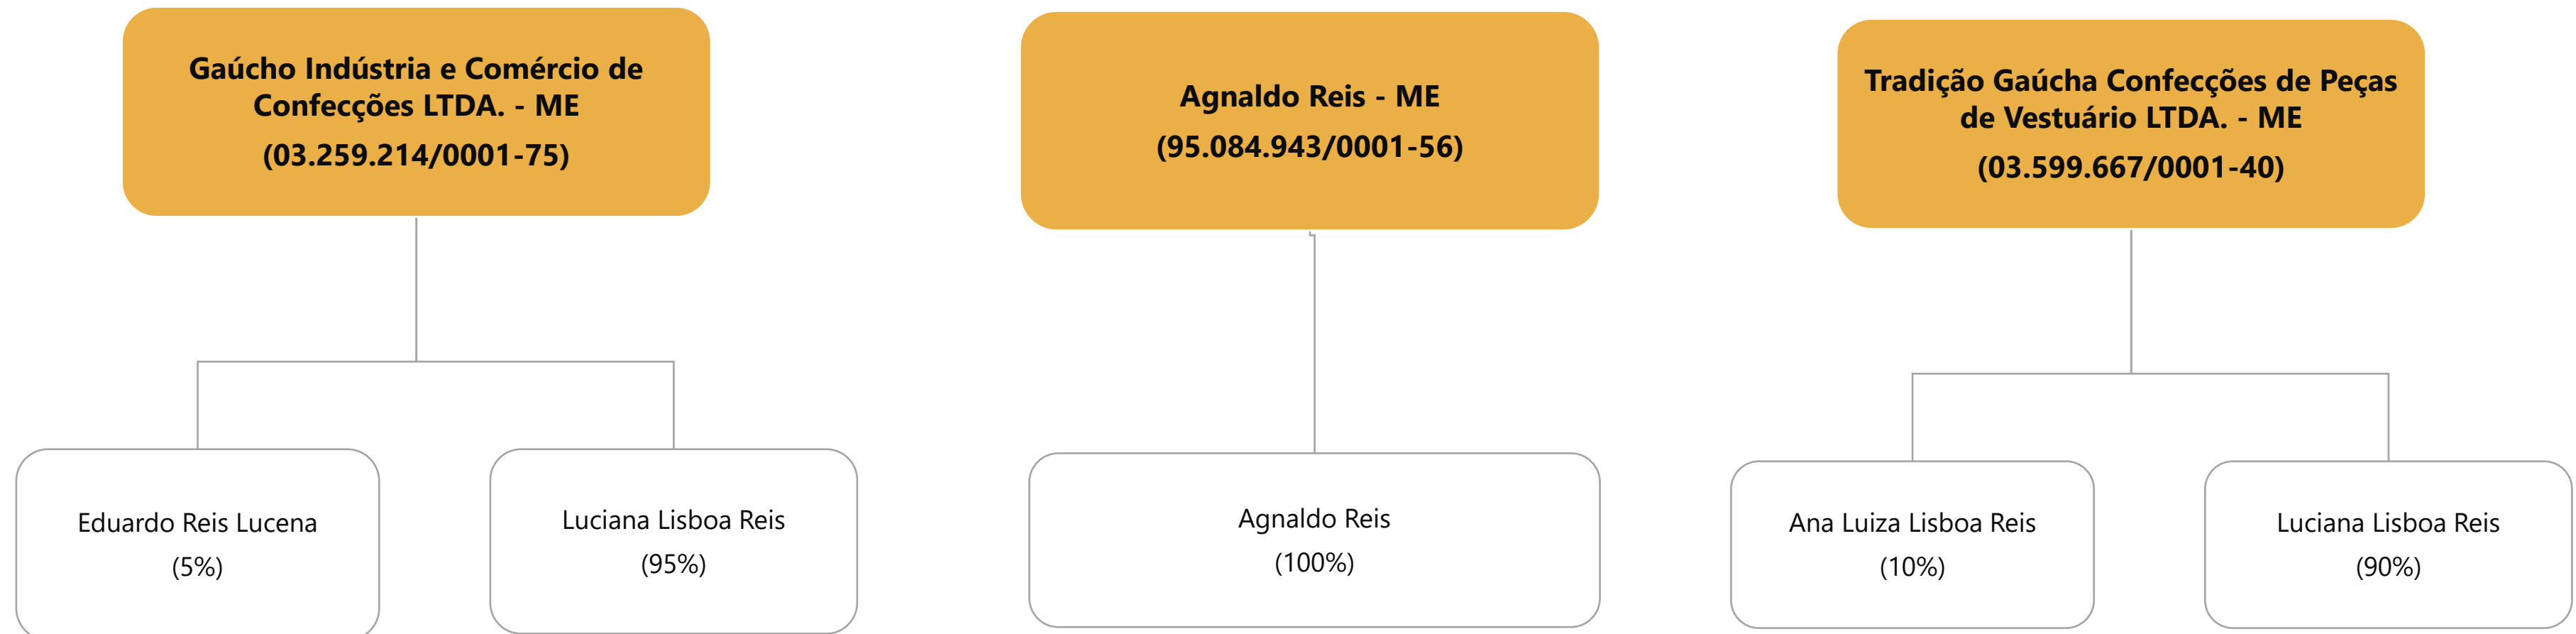 Gaúcho Indústria e Comércio de
Confecções LTDA. - ME
(03.259.214/0001-75)
Eduardo Reis Lucena
(5%)
Luciana Lisboa Reis
(95%)
Agnaldo Reis - ME
(95.084.943/0001-56)
Agnaldo Reis
(100%)
Tradição Gaúcha Confecções de Peças
de Vestuário LTDA. - ME
(03.599.667/0001-40)
Ana Luiza Lisboa Reis
(10%)
Luciana Lisboa Reis
(90%)